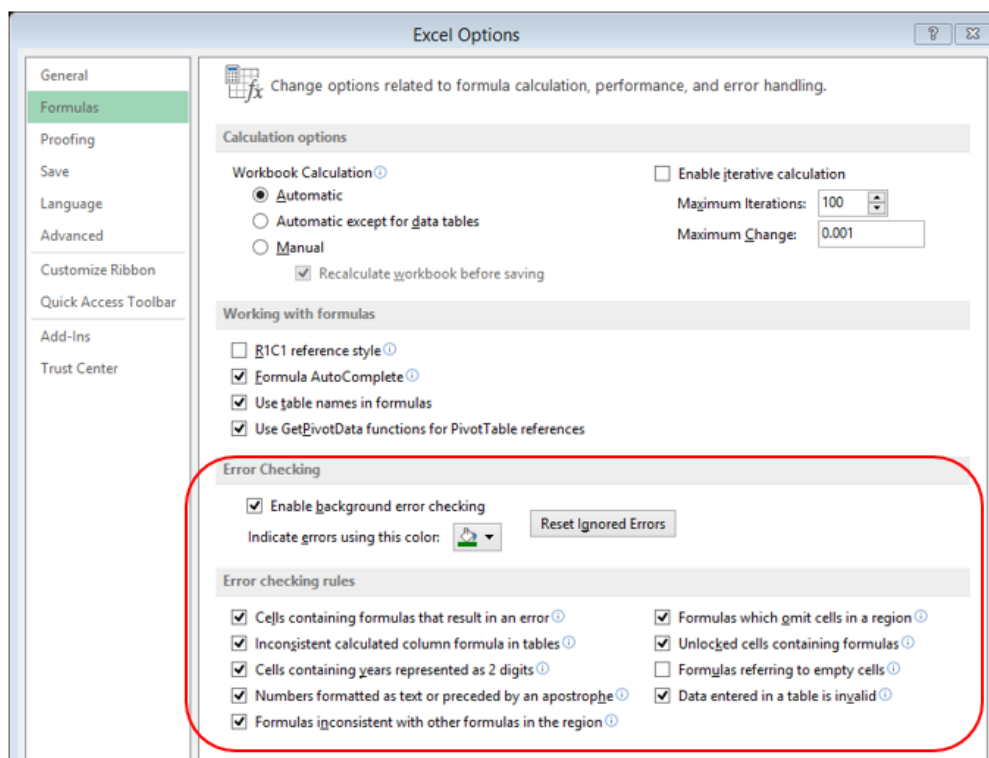 Excel Options
General
Formulas
Proofing
Save
Language
Advanced
Customize Ribbon
Quick Access Toolbar
Add-Ins
Trust Center
Change options related to formula calculation, performance, and error handling.
Calculation options
Workbook Calculation
Automatic
Automatic except for data tables
Manual
Recalculate workbook before saving
Enable iterative calculation
Maximum Iterations: 100
Maximum Change: 0.001
Working with formulas
R1C1 reference style
Formula AutoComplete
Use table names in formulas
Use GetPivotData functions for PivotTable references
Error Checking
Enable background error checking
Indicate errors using this color:
Reset Ignored Errors
Error checking rules
Cells containing formulas that result in an error
Inconsistent calculated column formula in tables
Cells containing years represented as 2 digits
Numbers formatted as text or preceded by an apostrophe
Formulas inconsistent with other formulas in the region
Formulas which omit cells in a region
Unlocked cells containing formulas
Formulas referring to empty cells
Data entered in a table is invalid